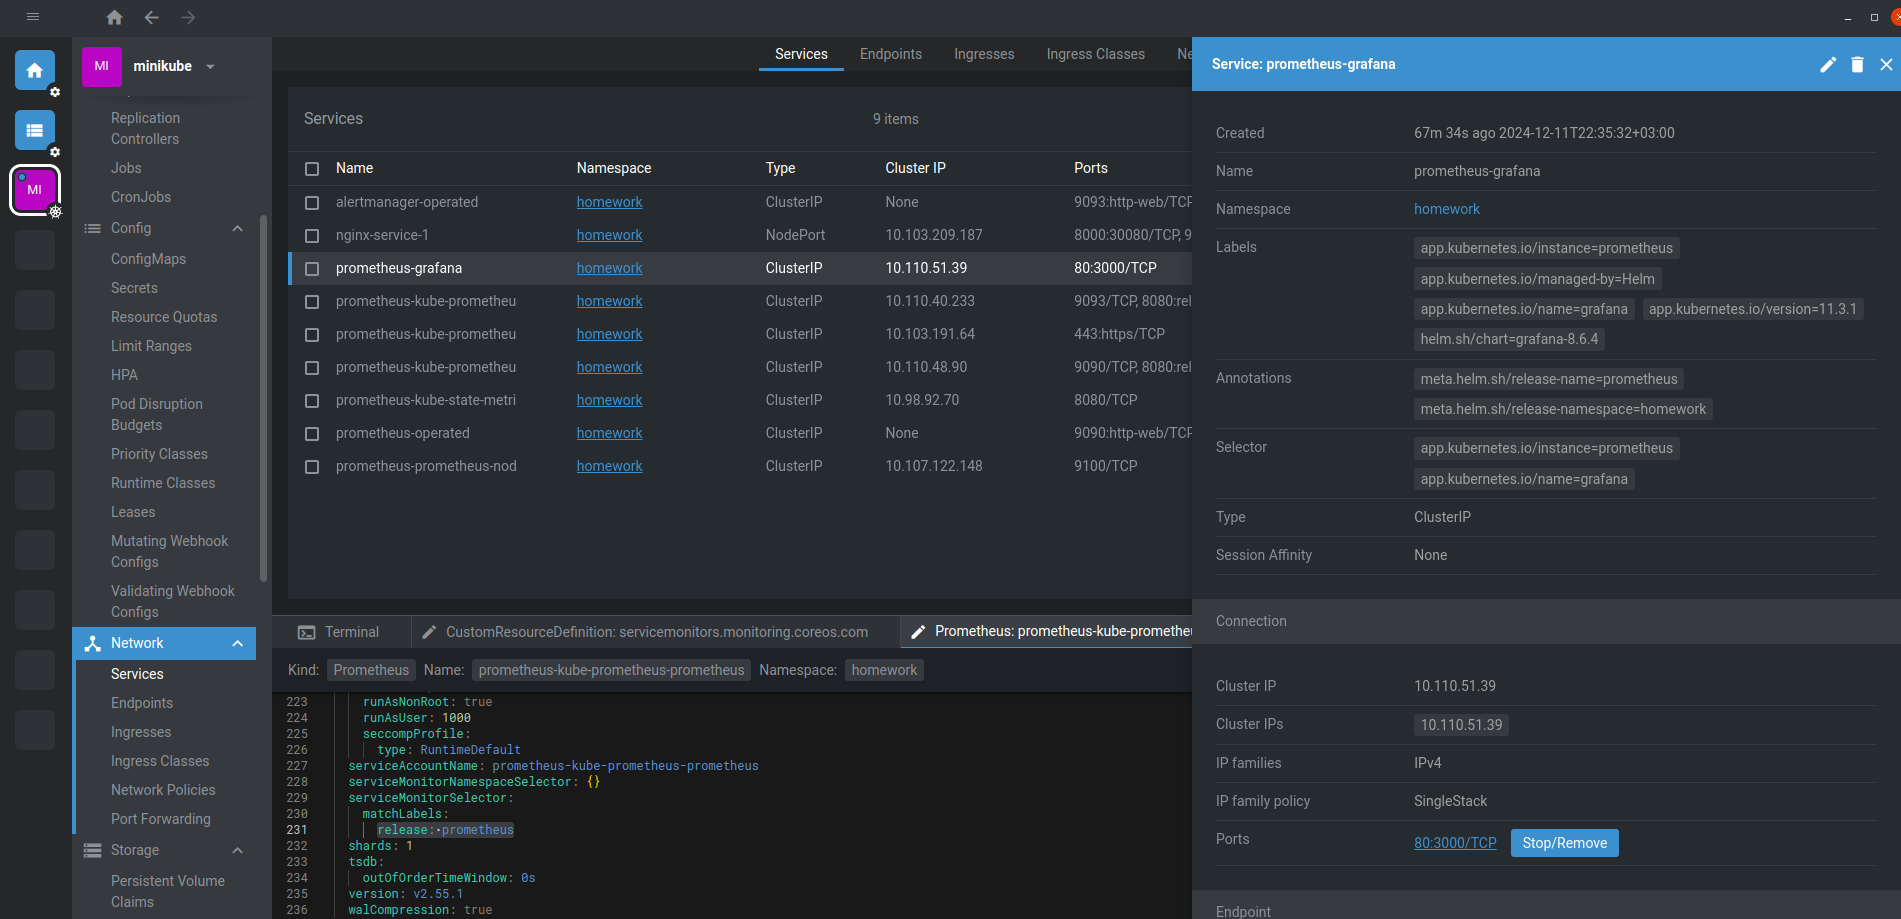 MI
minikube
Replication
Controllers
Jobs
CronJobs
Config
ConfigMaps
Secrets
Resource Quotas
Limit Ranges
HPA
Pod Disruption
Budgets
Priority Classes
Runtime Classes
Leases
Mutating Webhook
Configs
Validating Webhook
Configs
Network
Services
Endpoints
Ingresses
Ingress Classes
Network Policies
Port Forwarding
Storage
Persistent Volume
Claims
MI
Services Endpoints Ingresses Ingress Classes Ne
Services 9 items
Name Namespace Type Cluster IP Ports
alertmanager-operated homework ClusterIP None 9093:http-web/TCP
nginx-service-1 homework NodePort 10.103.209.187 8000:30080/TCP, 9
prometheus-grafana homework ClusterIP 10.110.51.39 80:3000/TCP
prometheus-kube-prometheu homework ClusterIP 10.110.40.233 9093/TCP, 8080:rel
prometheus-kube-prometheu homework ClusterIP 10.103.191.64 443:https/TCP
prometheus-kube-prometheu homework ClusterIP 10.110.48.90 9090/TCP, 8080:rel
prometheus-kube-state-metri homework ClusterIP 10.98.92.70 8080/TCP
prometheus-operated homework ClusterIP None 9090:http-web/TCP
prometheus-prometheus-nod homework ClusterIP 10.107.122.148 9100/TCP
Terminal CustomResourceDefinition: servicemonitors.monitoring.coreos.com Prometheus: prometheus-kube-prometheu
Kind: Prometheus Name: prometheus-kube-prometheus-prometheus Namespace: homework
223 runAsNonRoot: true
224 runAsUser: 1000
225 seccompProfile:
226 type: RuntimeDefault
227 serviceAccountName: prometheus-kube-prometheus-prometheus
228 serviceMonitorNamespaceSelector: {}
229 serviceMonitorSelector:
230 matchLabels:
231 release: prometheus
232 shards: 1
233 tsdb:
234 outOfOrderTimeWindow: 0s
235 version: v2.55.1
236 walCompression: true
Service: prometheus-grafana
Created 67m 34s ago 2024-12-11T22:35:32+03:00
Name prometheus-grafana
Namespace homework
Labels app.kubernetes.io/instance=prometheus
app.kubernetes.io/managed-by=Helm
app.kubernetes.io/name=grafana app.kubernetes.io/version=11.3.1
helm.sh/chart=grafana-8.6.4
Annotations meta.helm.sh/release-name=prometheus
meta.helm.sh/release-namespace=homework
Selector app.kubernetes.io/instance=prometheus
app.kubernetes.io/name=grafana
Type ClusterIP
Session Affinity None
Connection
Cluster IP 10.110.51.39
Cluster IPs 10.110.51.39
IP families IPv4
IP family policy SingleStack
Ports 80:3000/TCP Stop/Remove
Endpoint